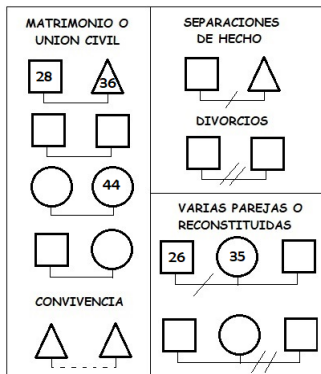 MATRIMONIO O
UNION CIVIL
28
36
44
CONVIVENCIA
SEPARACIONES
DE HECHO
DIVORCIOS
VARIAS PAREJAS O
RECONSTITUIDAS
26
35